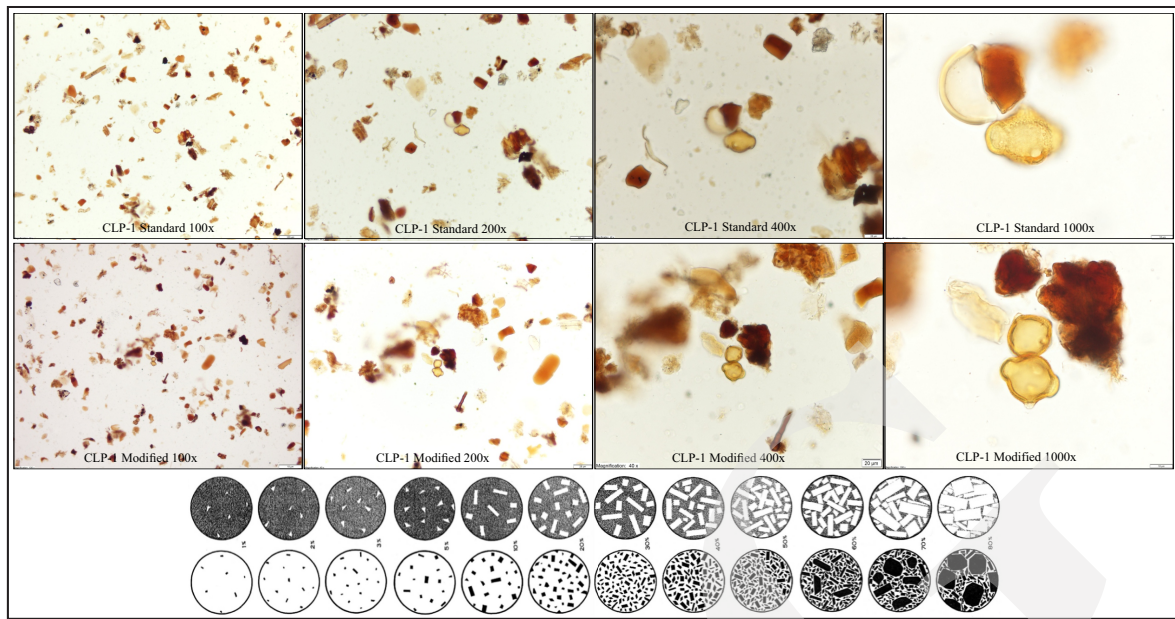 CLP-1 Standard 100x
CLP-1 Standard 200x
CLP-1 Standard 400x
CLP-1 Standard 1000x
CLP-1 Modified 100x
CLP-1 Modified 200x
Magnification: 40 x
CLP-1 Modified 400x
20 µm
CLP-1 Modified 1000x
1%
2%
3%
5%
10%
20%
30%
40%
50%
60%
70%
80%